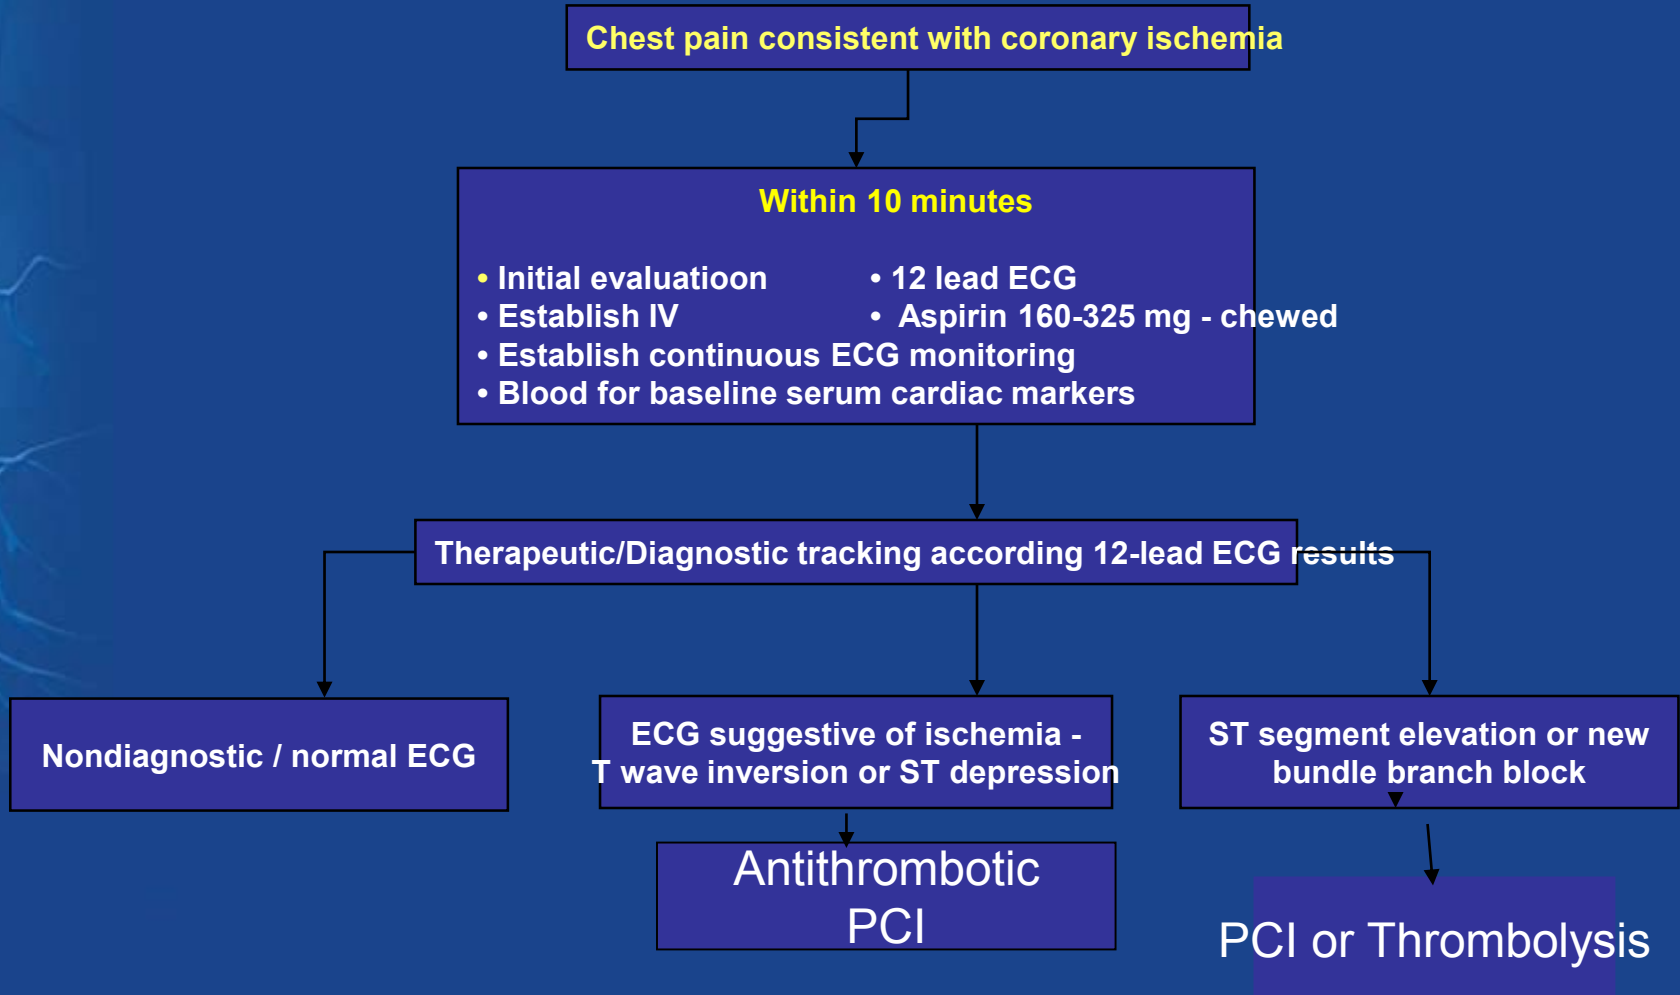 Chest pain consistent with coronary ischemia
Within 10 minutes
• Initial evaluatioon • 12 lead ECG
• Establish IV • Aspirin 160-325 mg - chewed
• Establish continuous ECG monitoring
• Blood for baseline serum cardiac markers
Therapeutic/Diagnostic tracking according 12-lead ECG results
Nondiagnostic / normal ECG
ECG suggestive of ischemia -
T wave inversion or ST depression
ST segment elevation or new
bundle branch block
Antithrombotic
PCI
PCI or Thrombolysis